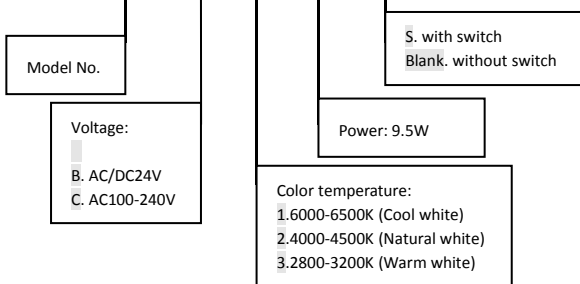 S. with switch
Blank. without switch
Model No.
Voltage:
B. AC/DC24V
C. AC100-240V
Power: 9.5W
Color temperature:
1.6000-6500K (Cool white)
2.4000-4500K (Natural white)
3.2800-3200K (Warm white)